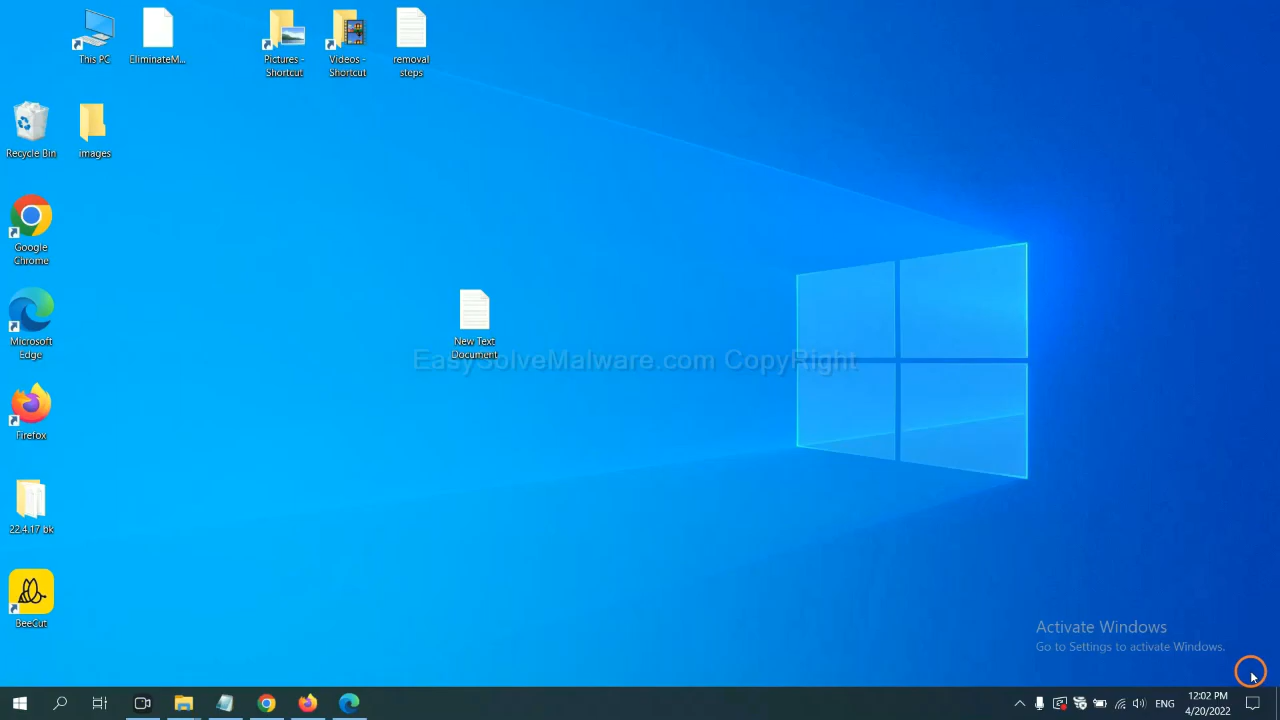 This PC
EliminateM...
Pictures -
Shortcut
Videos -
Shortcut
removal
steps
Recycle Bin
images
Google
Chrome
Microsoft
Edge
New Text
Document
EasySolveMalware.com CopyRight
Firefox
22.4.17 bk
BeeCut
Activate Windows
Go to Settings to activate Windows.
ENG
12:02 PM
4/20/2022